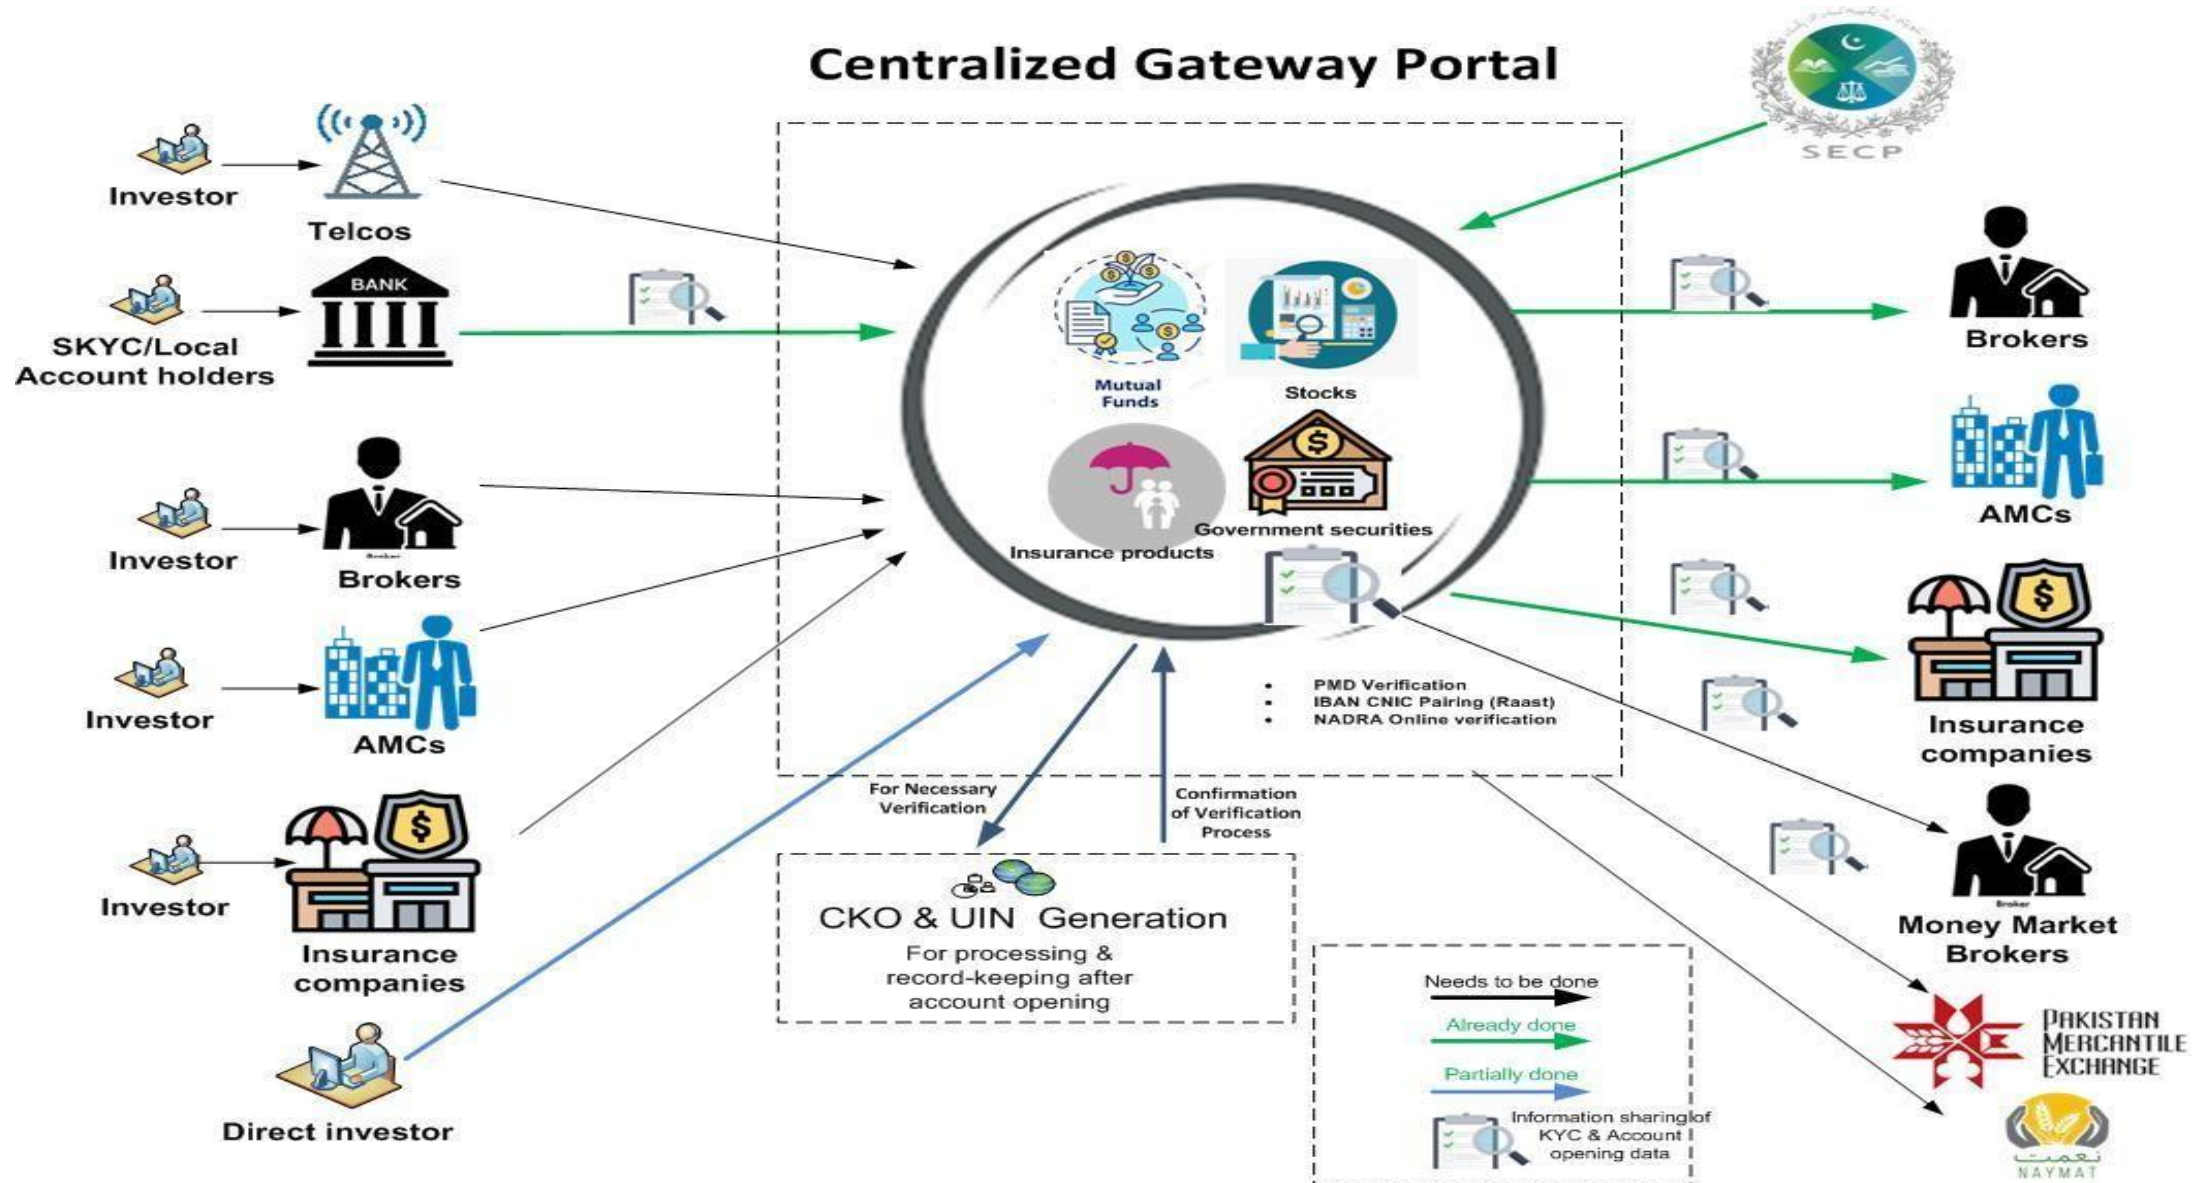 Centralized Gateway Portal
SECP
Investor
Telcos
BANK
SKYC/Local
Account holders
Investor
Broker
Brokers
Investor
AMCs
Investor
Insurance
companies
Direct investor
Mutual
Funds
Stocks
Government securities
Insurance products
• PMD Verification
• IBAN CNIC Pairing (Raast)
• NADRA Online verification
For Necessary
Verification
Confirmation
of Verification
Process
CKO & UIN Generation
For processing &
record-keeping after
account opening
Needs to be done
Already done
Partially done
Information sharing of
KYC & Account
opening data
Brokers
AMCs
Insurance
companies
Broker
Money Market
Brokers
PAKISTAN
MERCANTILE
EXCHANGE
نعمت
NAYMAT